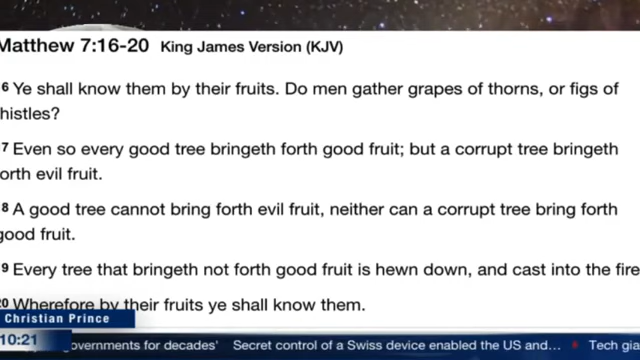 Matthew 7:16-20 King James Version (KJV)
6 Ye shall know them by their fruits. Do men gather grapes of thorns, or figs of
histles?
7 Even so every good tree bringeth forth good fruit; but a corrupt tree bringeth
orth evil fruit.
8 A good tree cannot bring forth evil fruit, neither can a corrupt tree bring forth
good fruit.
9 Every tree that bringeth not forth good fruit is hewn down, and cast into the fire
20 Wherefore by their fruits ye shall know them.
Christian Prince
10:21 overnments for decades' Secret control of a Swiss device enabled the US and... Tech gia